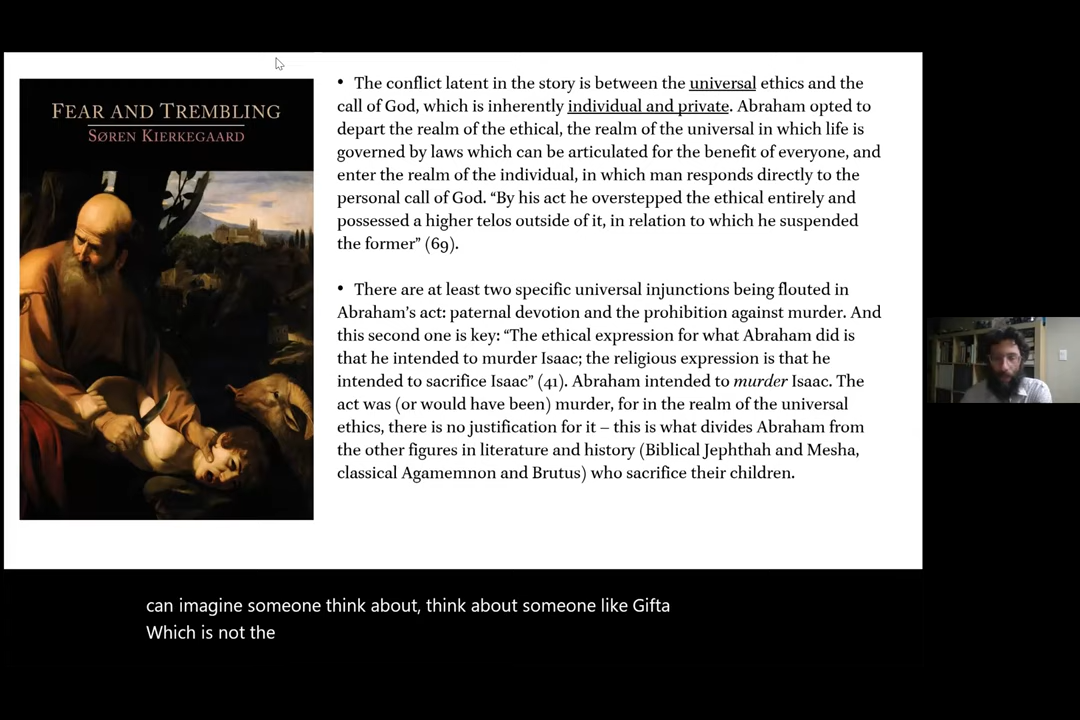 FEAR AND TREMBLING
SØREN KIERKEGAARD
• The conflict latent in the story is between the universal ethics and the
call of God, which is inherently individual and private. Abraham opted to
depart the realm of the ethical, the realm of the universal in which life is
governed by laws which can be articulated for the benefit of everyone, and
enter the realm of the individual, in which man responds directly to the
personal call of God. “By his act he overstepped the ethical entirely and
possessed a higher telos outside of it, in relation to which he suspended
the former” (69).
• There are at least two specific universal injunctions being flouted in
Abraham’s act: paternal devotion and the prohibition against murder. And
this second one is key: “The ethical expression for what Abraham did is
that he intended to murder Isaac; the religious expression is that he
intended to sacrifice Isaac” (41). Abraham intended to murder Isaac. The
act was (or would have been) murder, for in the realm of the universal
ethics, there is no justification for it – this is what divides Abraham from
the other figures in literature and history (Biblical Jephthah and Mesha,
classical Agamemnon and Brutus) who sacrifice their children.
can imagine someone think about, think about someone like Gifta
Which is not the